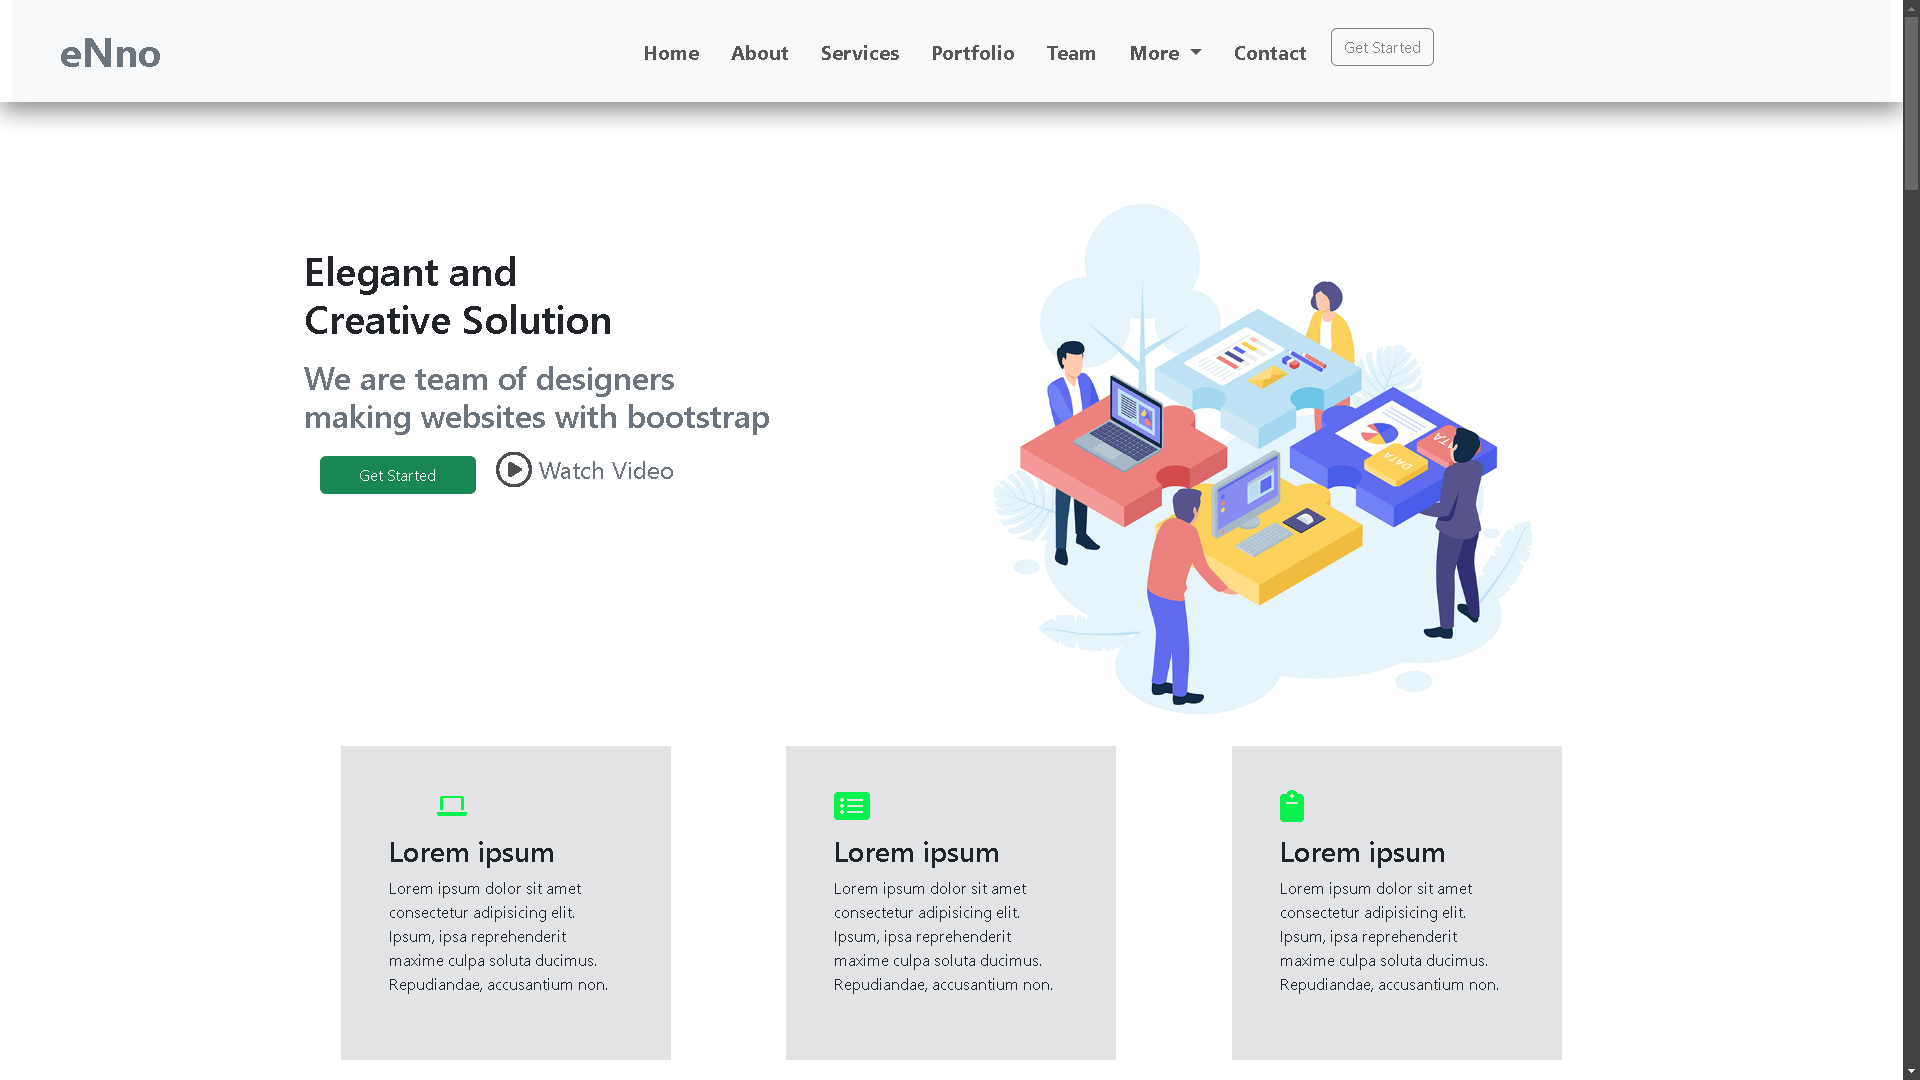 eNno
Home About Services Portfolio Team More Contact Get Started
Elegant and
Creative Solution
We are team of designers
making websites with bootstrap
Get Started Watch Video
DATA
DATA
Lorem ipsum
Lorem ipsum dolor sit amet
consectetur adipisicing elit.
Ipsum, ipsa reprehenderit
maxime culpa soluta ducimus.
Repudiandae, accusantium non.
Lorem ipsum
Lorem ipsum dolor sit amet
consectetur adipisicing elit.
Ipsum, ipsa reprehenderit
maxime culpa soluta ducimus.
Repudiandae, accusantium non.
Lorem ipsum
Lorem ipsum dolor sit amet
consectetur adipisicing elit.
Ipsum, ipsa reprehenderit
maxime culpa soluta ducimus.
Repudiandae, accusantium non.